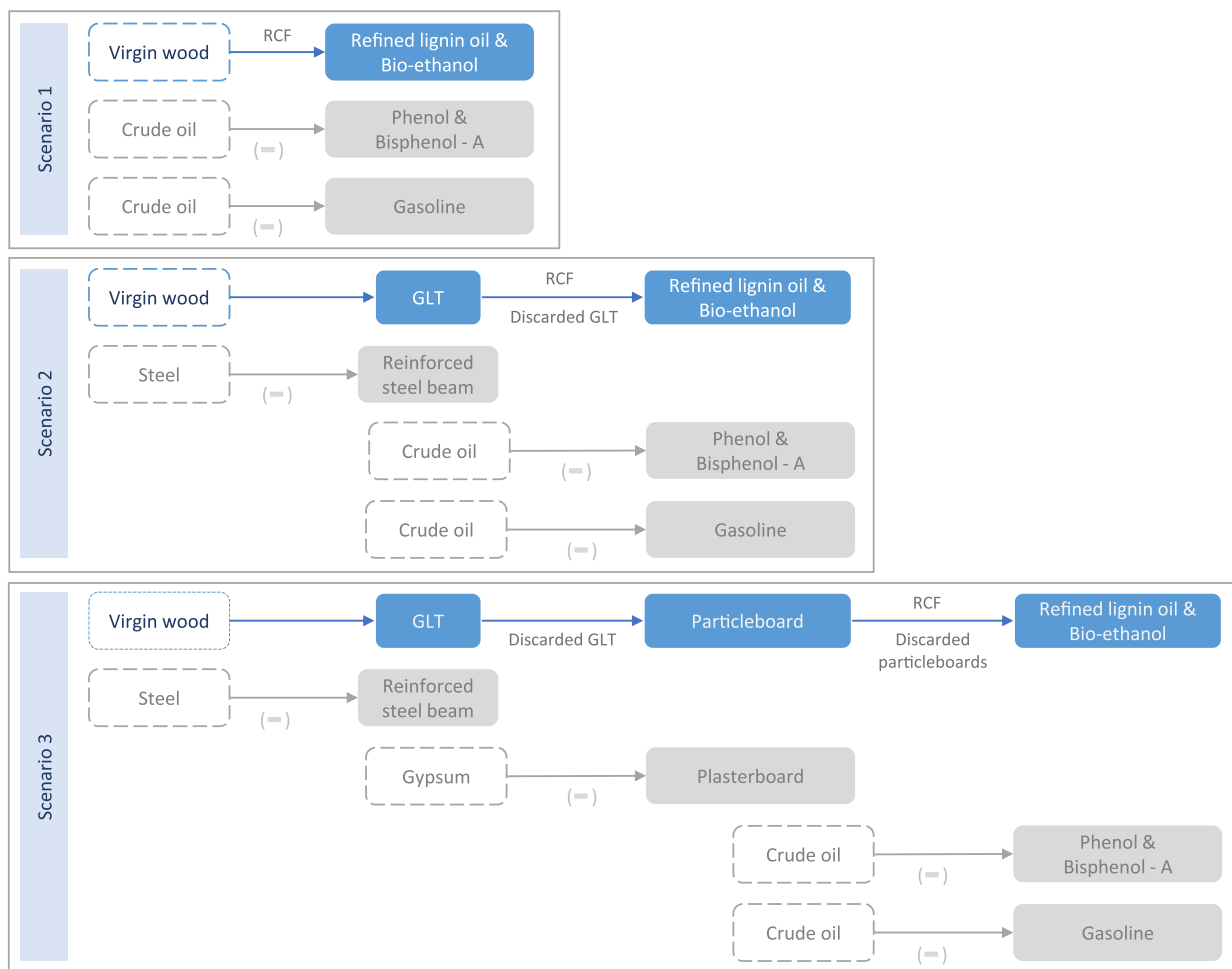 Scenario 1
Virgin wood
RCF
Refined lignin oil &
Bio-ethanol
Crude oil
(=)
Phenol &
Bisphenol - A
Crude oil
(=)
Gasoline
Scenario 2
Virgin wood
GLT
RCF
Discarded GLT
Refined lignin oil &
Bio-ethanol
Steel
(=)
Reinforced
steel beam
Crude oil
(=)
Phenol &
Bisphenol - A
Crude oil
(=)
Gasoline
Scenario 3
Virgin wood
GLT
Discarded GLT
Particleboard
RCF
Discarded
particleboards
Refined lignin oil &
Bio-ethanol
Steel
(=)
Reinforced
steel beam
Gypsum
(=)
Plasterboard
Crude oil
(=)
Phenol &
Bisphenol - A
Crude oil
(=)
Gasoline